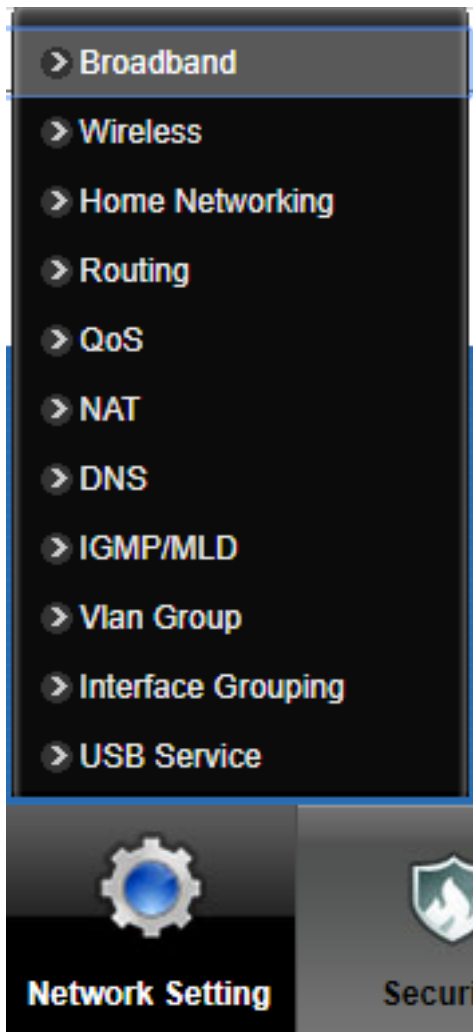 Broadband
Wireless
Home Networking
Routing
QoS
NAT
DNS
IGMP/MLD
Vlan Group
Interface Grouping
USB Service
Network Setting